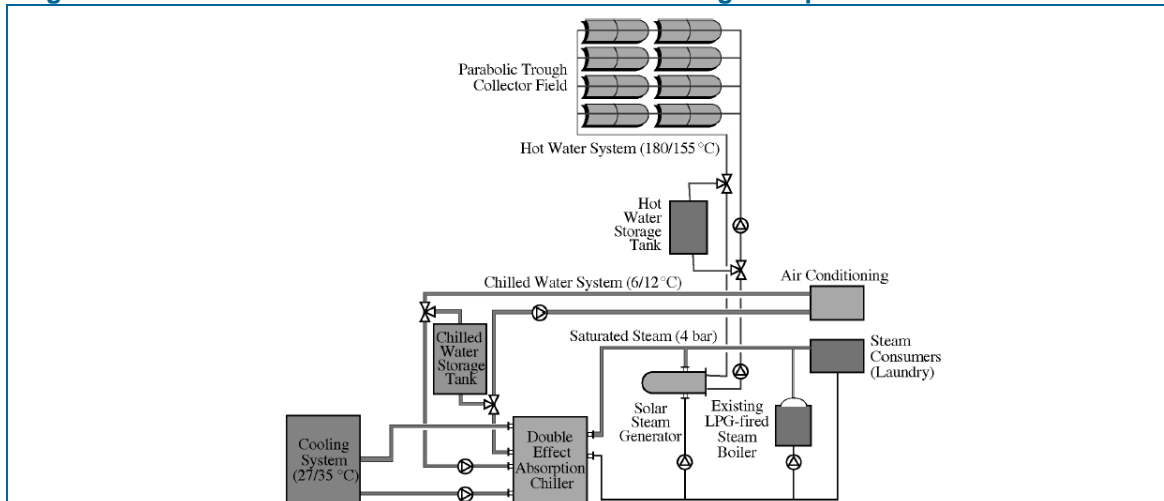 Parabolic Trough
Collector Field
Hot Water System (180/155 °C)
Hot
Water
Storage
Tank
Chilled Water System (6/12°C)
Air Conditioning
Chilled
Water
Storage
Tank
Saturated Steam (4 bar)
Steam
Consumers
(Laundry)
Solar
Steam
Generator
Existing
LPG-fired
Steam
Boiler
Cooling
System
(27/35 °C)
Double
Effect
Absorption
Chiller